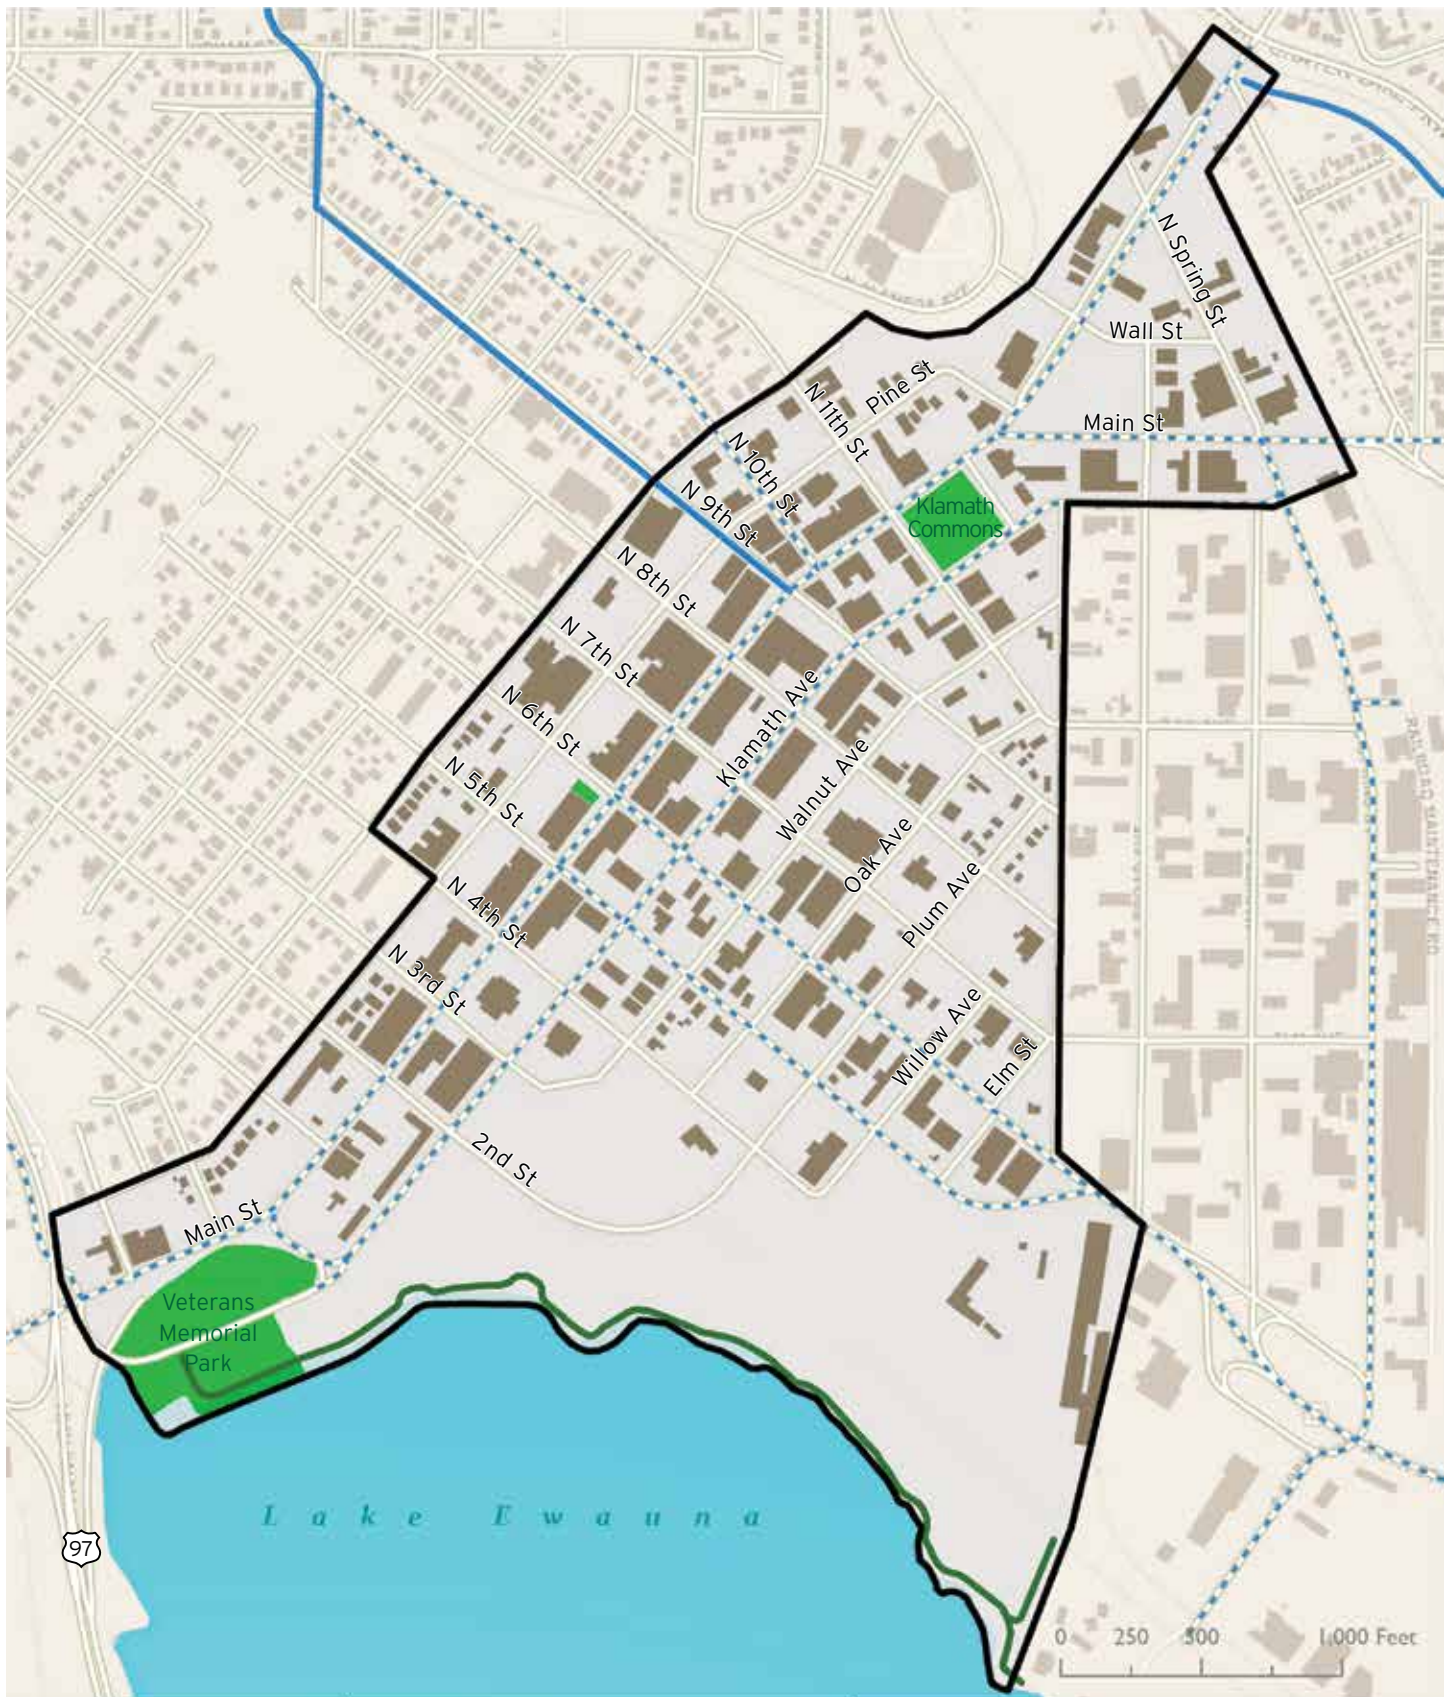 N Spring St
Wall St
Pine St
N 11th St
Main St
N 10th St
N 9th St
Klamath
Commons
N 8th St
N 7th St
N 6th St
Klamath Ave
N 5th St
Walnut Ave
Oak Ave
Plum Ave
N 4th St
N 3rd St
Willow Ave
Elm St
2nd St
Main St
Veterans
Memorial
Park
Lake Ewauna
97
0 250 500 1,000 Feet